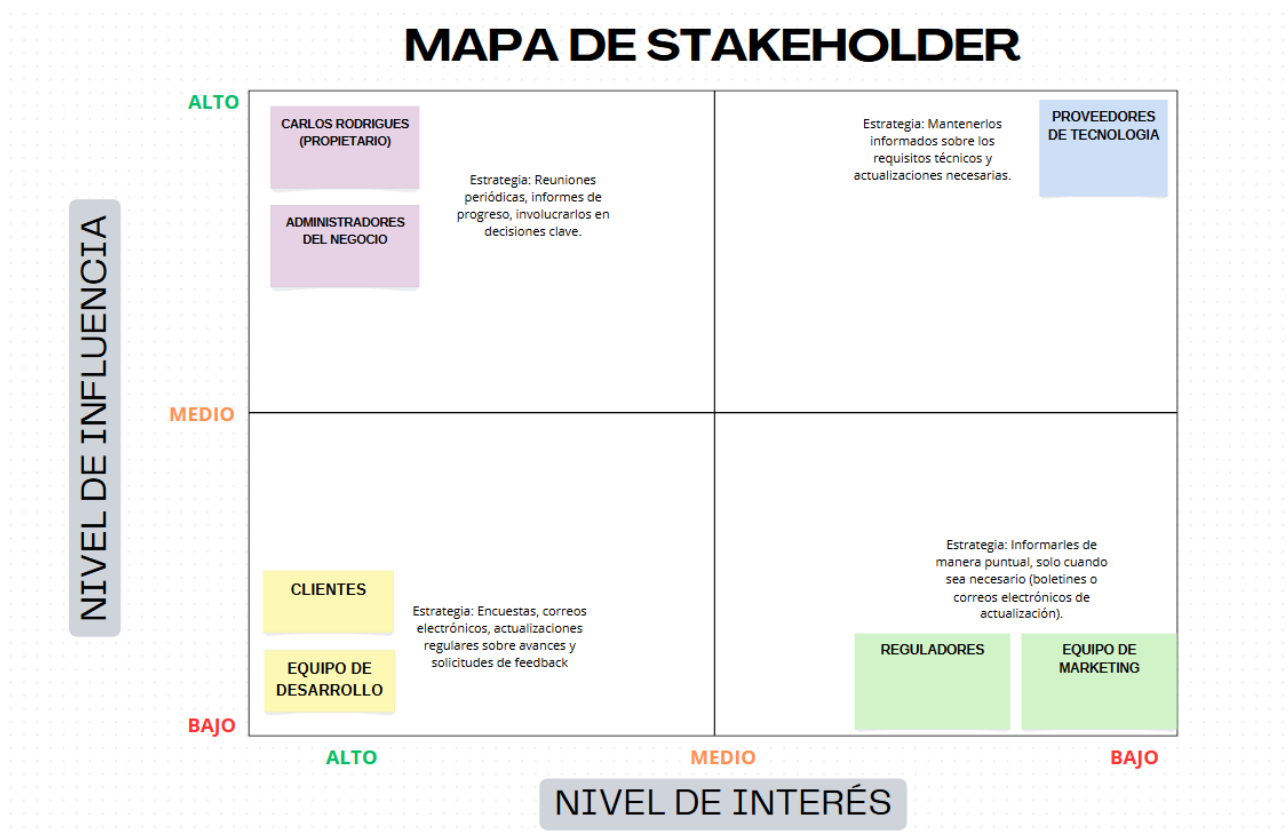 MAPA DE STAKEHOLDER
ALTO
CARLOS RODRIGUES
(PROPIETARIO)
Estrategia: Reuniones
periódicas, informes de
progreso, involucrarlos en
decisiones clave.
ADMINISTRADORES
DEL NEGOCIO
Estrategia: Mantenerlos
informados sobre los
requisitos técnicos y
actualizaciones necesarias.
PROVEEDORES
DE TECNOLOGIA
NIVEL DE INFLUENCIA
MEDIO
CLIENTES
EQUIPO DE
DESARROLLO
Estrategia: Encuestas, correos
electrónicos, actualizaciones
regulares sobre avances y
solicitudes de feedback
Estrategia: Informarles de
manera puntual, solo cuando
sea necesario (boletines o
correos electrónicos de
actualización).
REGULADORES
EQUIPO DE
MARKETING
BAJO
ALTO
MEDIO
BAJO
NIVEL DE INTERÉS